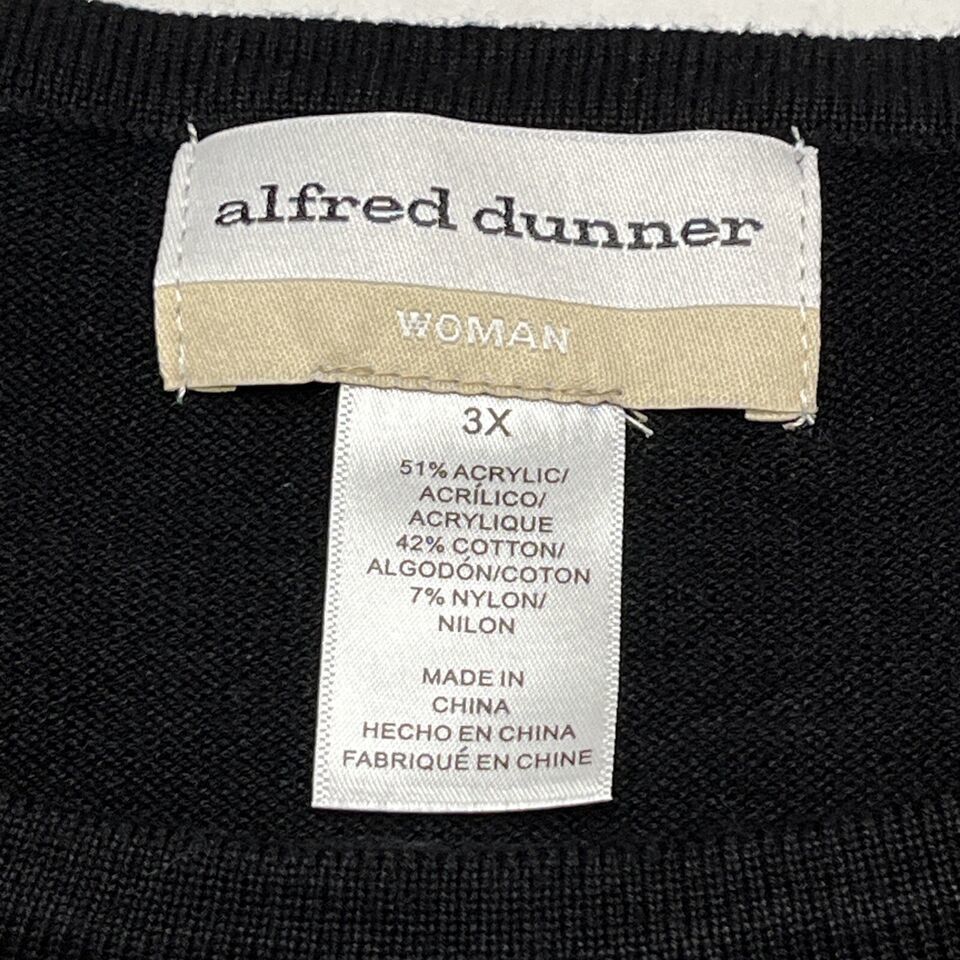 alfred dunner
WOMAN
3X
51% ACRYLIC/
ACRÍLICO/
ACRYLIQUE
42% COTTON/
ALGODÓN/COTON
7% NYLON/
NILON
MADE IN
CHINA
HECHO EN CHINA
FABRIQUÉ EN CHINE